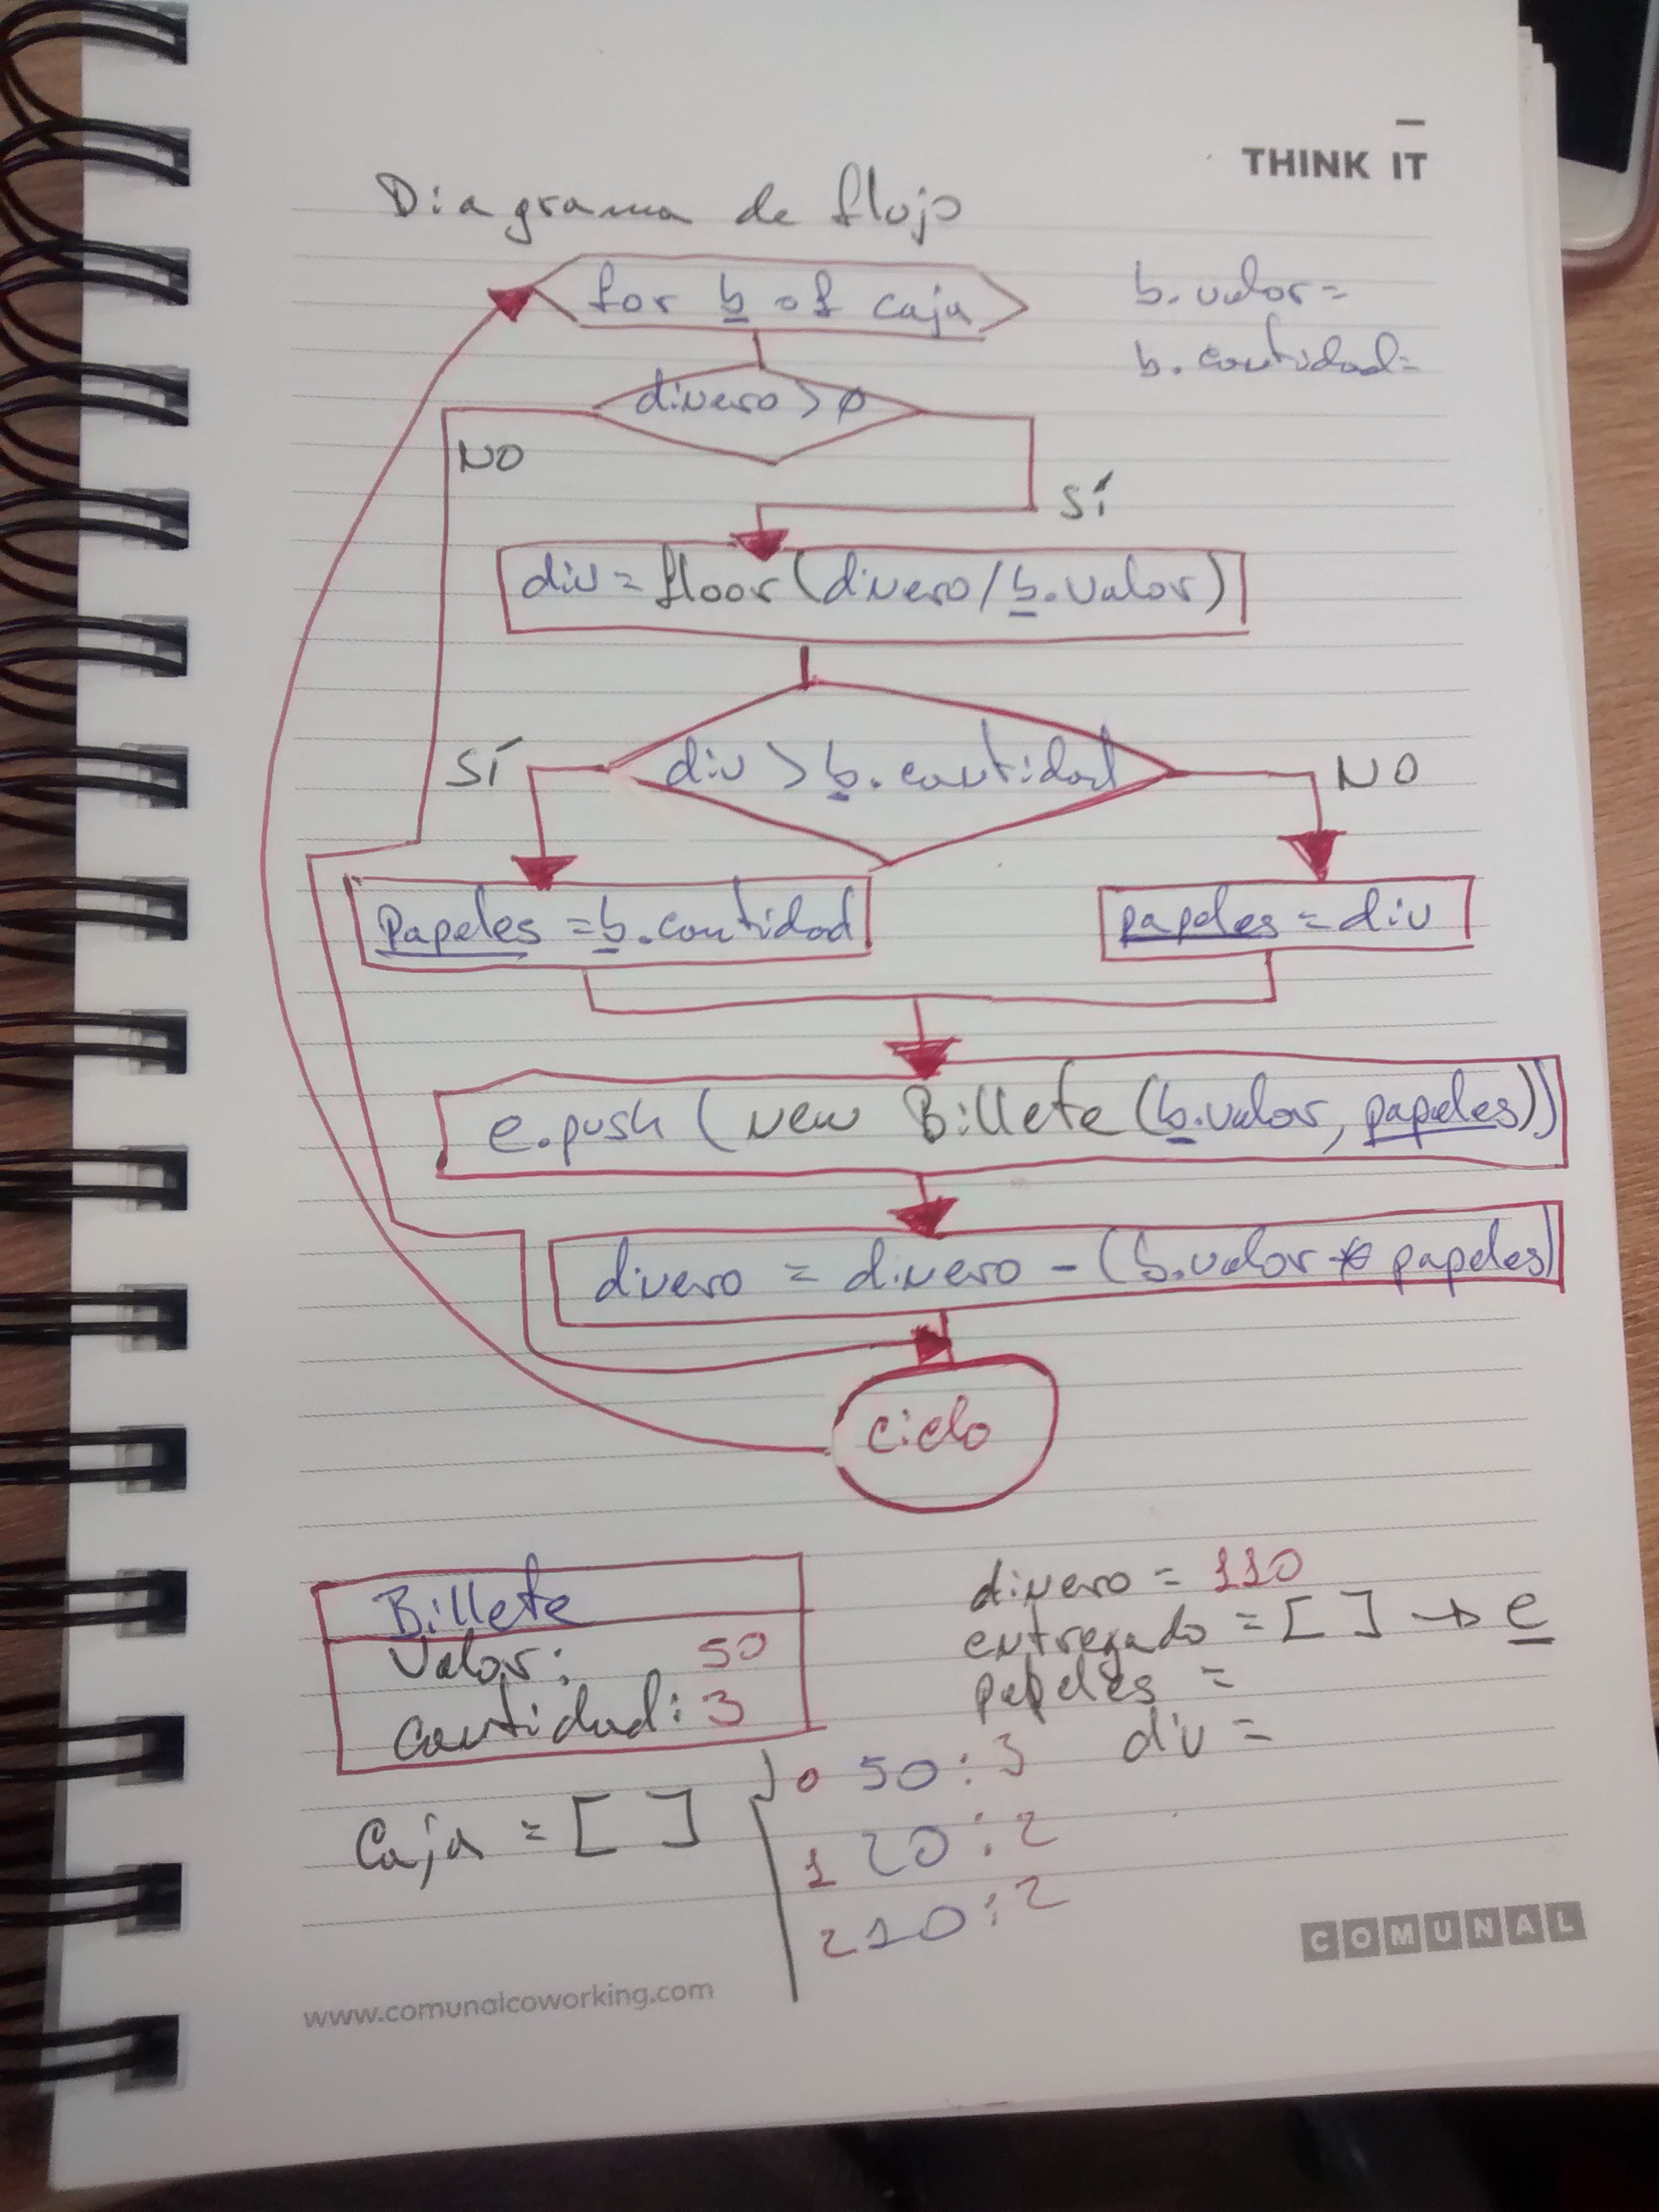 THINK IT
Diagrama de flujo
for b of caja
b.valor=
b.cantidad=
dinero > 0
NO
SÍ
div = floor(dinero/b.valor)
SÍ
div > b.cantidad
NO
Papeles = b.cantidad
papeles = div
e.push(new Billete(b.valor, papeles))
dinero = dinero - (b.valor * papeles)
ciclo
Billete
Valor: 50
cantidad: 3
dinero = 110
entregado = [ ] → e
papeles =
div =
Caja = [ ]
0 50:3
1 20:2
2 10:2
COMUNAL
www.comunalcoworking.com